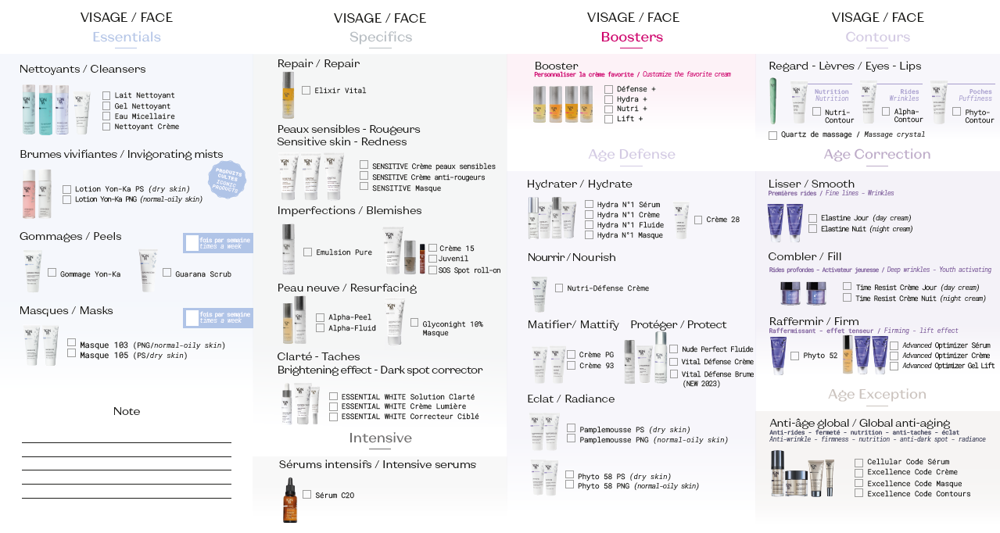 VISAGE / FACE
Essentials
Nettoyants / Cleansers
Lait Nettoyant
Gel Nettoyant
Eau Micellaire
Nettoyant Crème
Brumes vivifiantes / Invigorating mists
PRODUITS
CULTES
ICONIC
PRODUCTS
Lotion Yon-Ka PS (dry skin)
Lotion Yon-Ka PNG (normal-oily skin)
Gommages / Peels
fois par semaine
times a week
Gommage Yon-Ka
Guarana Scrub
Masques / Masks
fois par semaine
times a week
Masque 103 (PNG/normal-oily skin)
Masque 105 (PS/dry skin)
Note
VISAGE / FACE
Specifics
Repair / Repair
Elixir Vital
Peaux sensibles - Rougeurs
Sensitive skin - Redness
SENSITIVE Crème peaux sensibles
SENSITIVE Crème anti-rougeurs
SENSITIVE Masque
Imperfections / Blemishes
Emulsion Pure
Crème 15
Juvenil
SOS Spot roll-on
Peau neuve / Resurfacing
Alpha-Peel
Alpha-Fluid
Glyconight 10%
Masque
Clarté - Taches
Brightening effect - Dark spot corrector
ESSENTIAL WHITE Solution Clarté
ESSENTIAL WHITE Crème Lumière
ESSENTIAL WHITE Correcteur Ciblé
Intensive
Sérums intensifs / Intensive serums
Sérum C20
VISAGE / FACE
Boosters
Booster
Personnaliser la crème favorite / Customize the favorite cream
Défense +
Hydra +
Nutri +
Lift +
Age Defense
Hydrater / Hydrate
Hydra N°1 Sérum
Hydra N°1 Crème
Hydra N°1 Fluide
Hydra N°1 Masque
Crème 28
Nourrir / Nourish
Nutri-Défense Crème
Matifier / Mattify
Crème PG
Crème 93
Protéger / Protect
Nude Perfect Fluide
Vital Défense Crème
Vital Défense Brume
(NEW 2023)
Eclat / Radiance
Pamplemousse PS (dry skin)
Pamplemousse PNG (normal-oily skin)
Phyto 58 PS (dry skin)
Phyto 58 PNG (normal-oily skin)
VISAGE / FACE
Contours
Regard - Lèvres / Eyes - Lips
Nutrition
Nutrition
Nutri-
Contour
Rides
Wrinkles
Alpha-
Contour
Poches
Puffiness
Phyto-
Contour
Quartz de massage / Massage crystal
Age Correction
Lisser / Smooth
Premières rides / Fine lines - Wrinkles
Elastine Jour (day cream)
Elastine Nuit (night cream)
Combler / Fill
Rides profondes - Activateur jeunesse / Deep wrinkles - Youth activating
Time Resist Crème Jour (day cream)
Time Resist Crème Nuit (night cream)
Raffermir / Firm
Raffermissant - effet tenseur / Firming - lift effect
Phyto 52
Advanced Optimizer Sérum
Advanced Optimizer Crème
Advanced Optimizer Gel Lift
Age Exception
Anti-âge global / Global anti-aging
Anti-rides - fermeté - nutrition - anti-taches - éclat
Anti-wrinkle - firmness - nutrition - anti-dark spot - radiance
Cellular Code Sérum
Excellence Code Crème
Excellence Code Masque
Excellence Code Contours